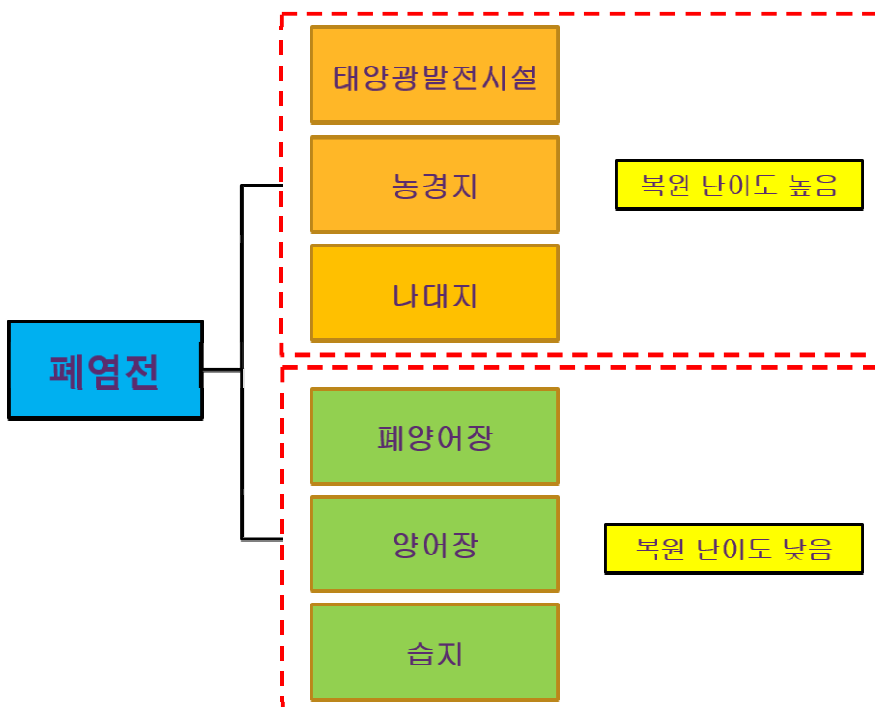 태양광발전시설
농경지
복원 난이도 높음
나대지
폐염전
폐양어장
양어장
복원 난이도 낮음
습지